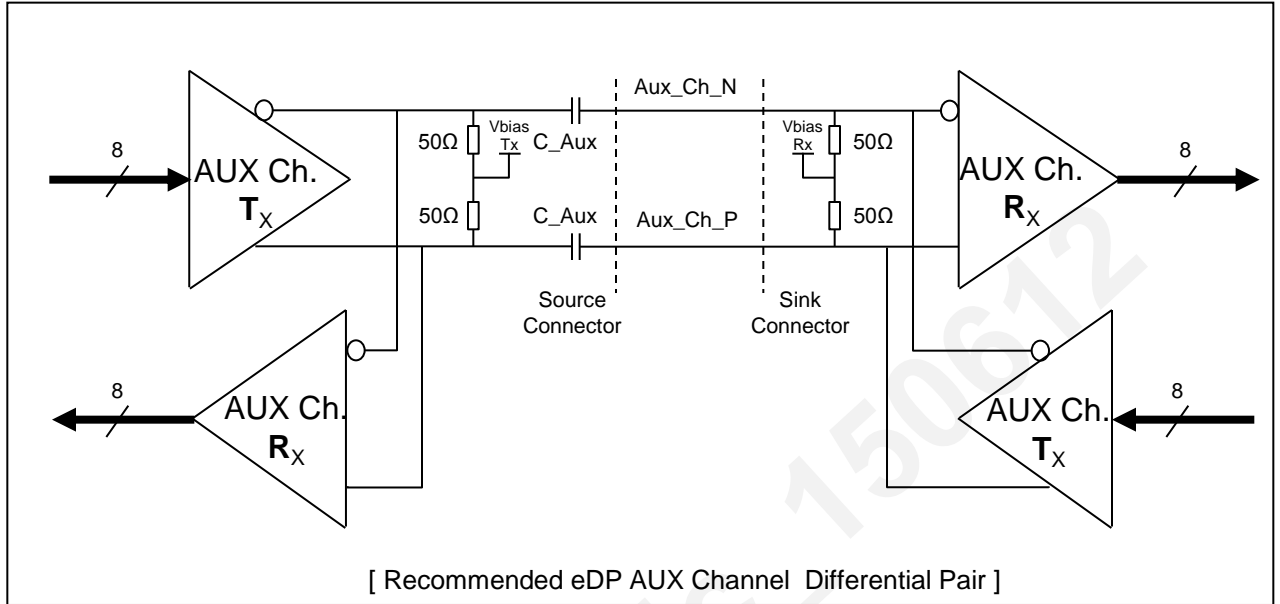 Aux_Ch_N
Vbias
Tx
C_Aux
50Ω
Vbias
Rx
50Ω
8
AUX Ch.
TX
8
AUX Ch.
RX
50Ω
C_Aux
Aux_Ch_P
50Ω
Source
Connector
Sink
Connector
8
AUX Ch.
RX
8
AUX Ch.
TX
150612
[ Recommended eDP AUX Channel Differential Pair ]